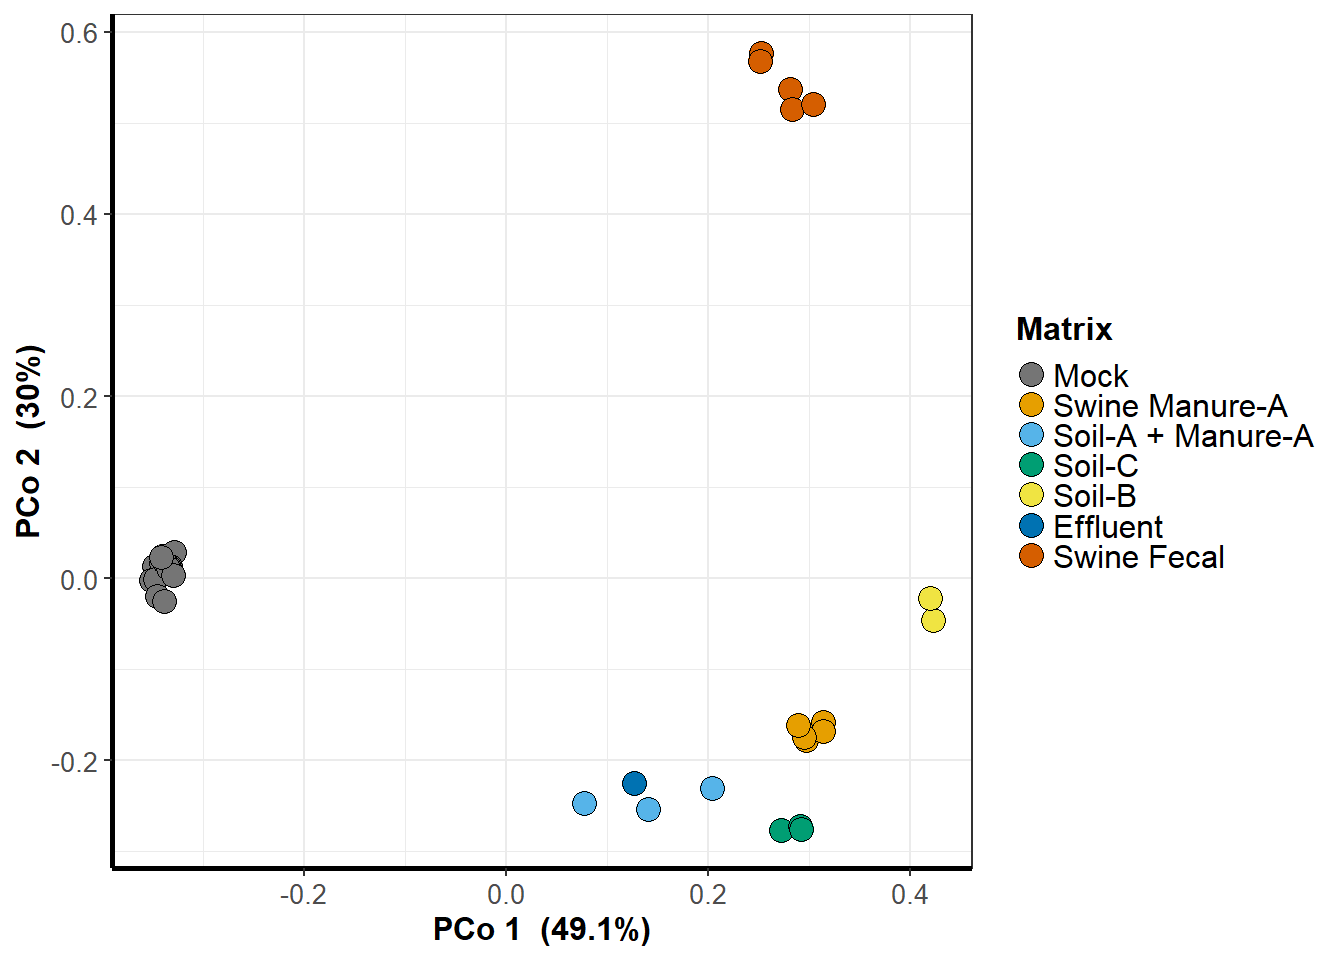 0.6
0.4
0.2
0.0
-0.2
PCo 2 (30%)
-0.2
0.0
0.2
0.4
PCo 1 (49.1%)
Matrix
Mock
Swine Manure-A
Soil-A + Manure-A
Soil-C
Soil-B
Effluent
Swine Fecal